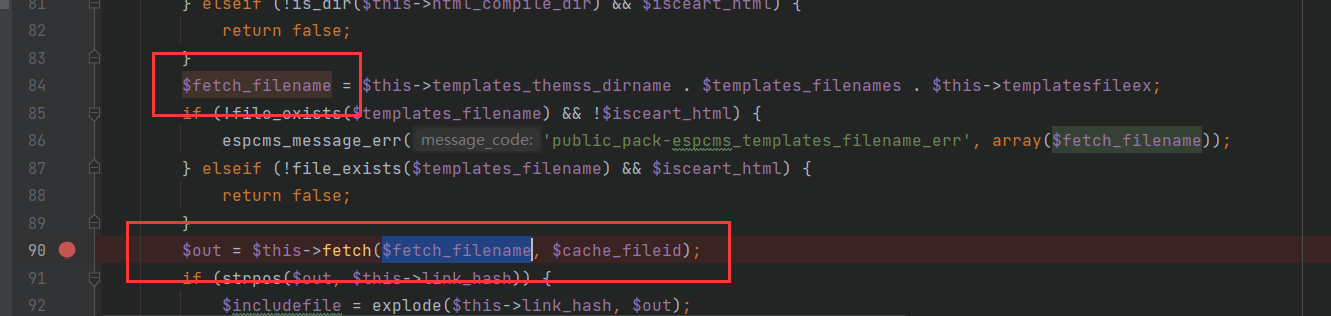 81 } elseif (!is_dir($this->html_compile_dir) && $isceart_html) {
82 return false;
83 }
84 $fetch_filename = $this->templates_themss_dirname . $templates_filenames . $this->templatesfileex;
85 if (!file_exists($templates_filename) && !$isceart_html) {
86 espcms_message_err( message_code: 'public_pack-espcms_templates_filename_err', array($fetch_filename));
87 } elseif (!file_exists($templates_filename) && $isceart_html) {
88 return false;
89 }
90 $out = $this->fetch($fetch_filename, $cache_fileid);
91 if (strpos($out, $this->link_hash)) {
92 $includefile = explode($this->link_hash, $out);